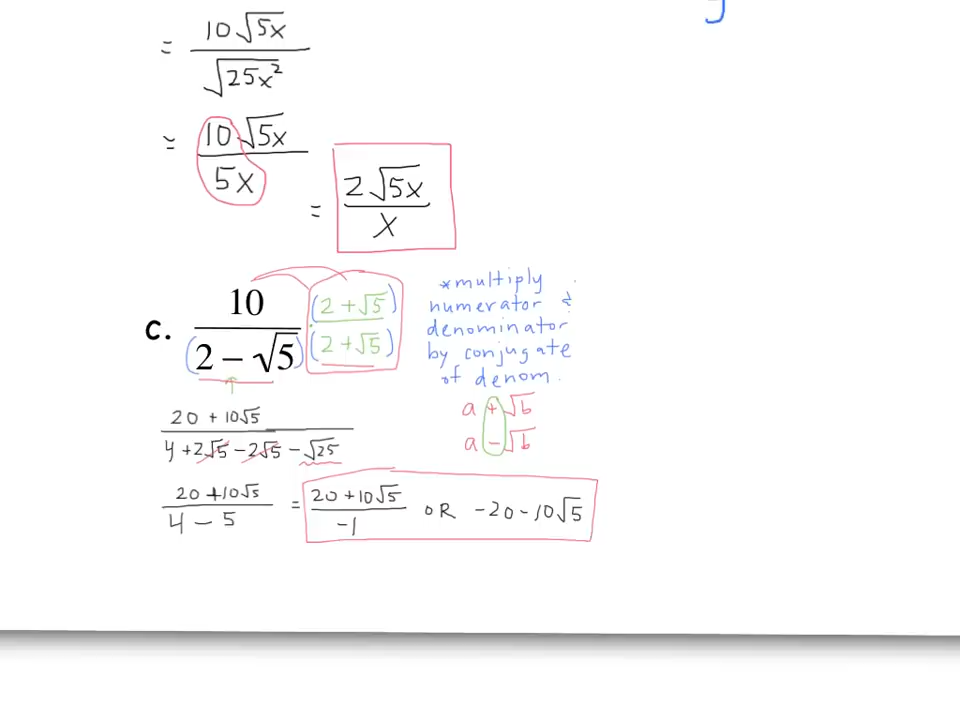 = 10√5x / √25x²
= 10√5x / 5x
= 2√5x / x
c. 10 / (2 − √5) (2 + √5) / (2 + √5)
*multiply
numerator &
denominator
by conjugate
of denom.
a + √b
a − √b
20 + 10√5 / 4 + 2√5 − 2√5 − √25
20 + 10√5 / 4 − 5 = 20 + 10√5 / -1 OR -20 - 10√5